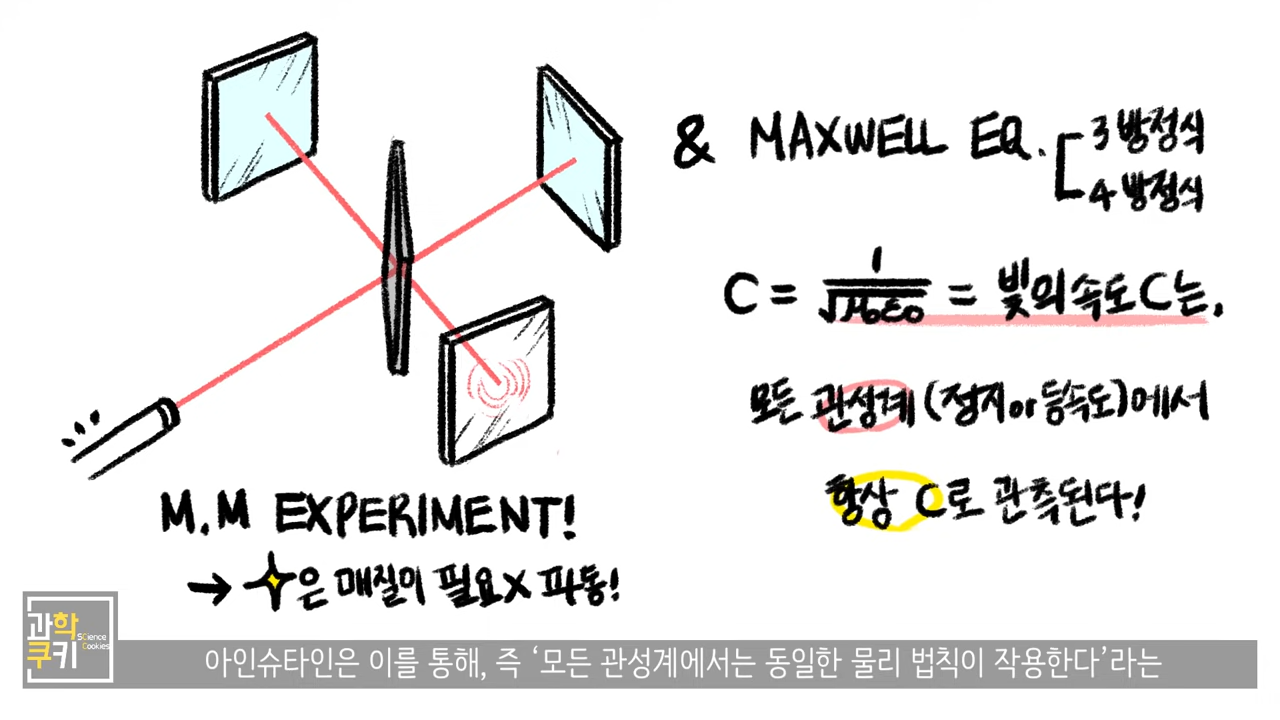 & MAXWELL EQ.
3 방정식
4 방정식
C = 1/√μ₀ε₀ = 빛의 속도 C는,
모든 관성계 (정지 or 등속도)에서
항상 C로 관측된다!
M.M EXPERIMENT!
→ 은 매질이 필요X 파동!
과학
쿠키
Science
Cookies
아인슈타인은 이를 통해, 즉 ‘모든 관성계에서는 동일한 물리 법칙이 작용한다’라는